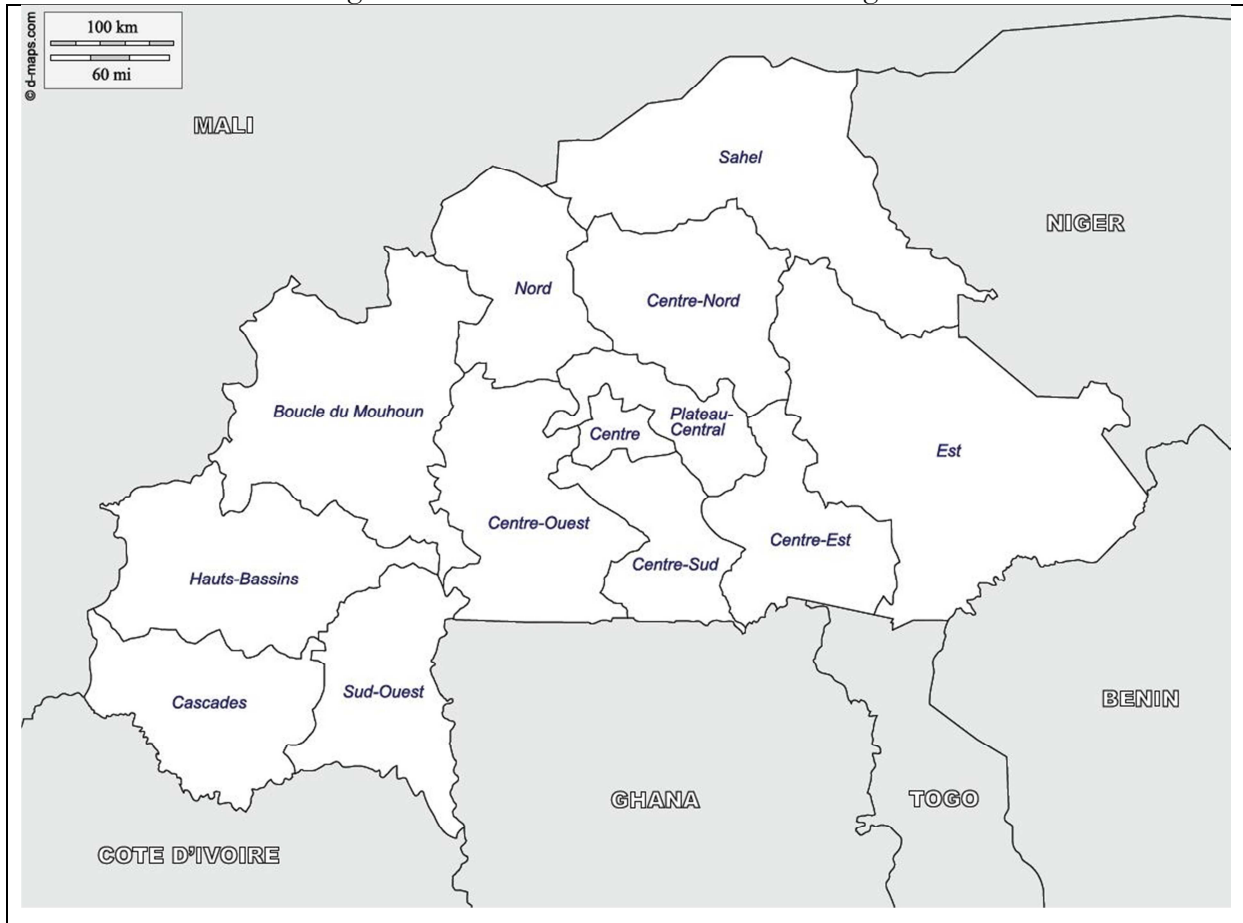 100 km
60 mi
© d-maps.com
MALI
Sahel
NIGER
Nord
Centre-Nord
Boucle du Mouhoun
Plateau-
Central
Centre
Est
Centre-Ouest
Centre-Est
Centre-Sud
Hauts-Bassins
Sud-Ouest
Cascades
BENIN
GHANA
TOGO
COTE D'IVOIRE